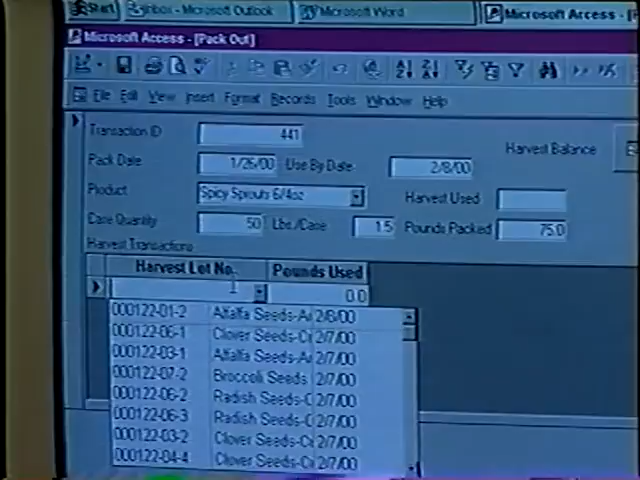 Start Inbox - Microsoft Outlook Microsoft Word Microsoft Access - [
Microsoft Access - [Pack Out]
File Edit View Insert Format Records Tools Window Help
Transaction ID 441 Harvest Balance
Pack Date 1/26/00 Use By Date 2/8/00
Product Spicy Sprouts 6/4oz Harvest Used
Case Quantity 50 Lbs./Case 1.5 Pounds Packed 75.0
Harvest Transactions
Harvest Lot No. Pounds Used
0.0
000122-01-2 Alfalfa Seeds-A 2/8/00
000122-06-1 Clover Seeds-C 2/7/00
000122-03-1 Alfalfa Seeds-A 2/7/00
000122-07-2 Broccoli Seeds 2/7/00
000122-06-2 Radish Seeds-C 2/7/00
000122-06-3 Radish Seeds-C 2/7/00
000122-03-2 Clover Seeds-C 2/7/00
000122-04-4 Clover Seeds-C 2/7/00